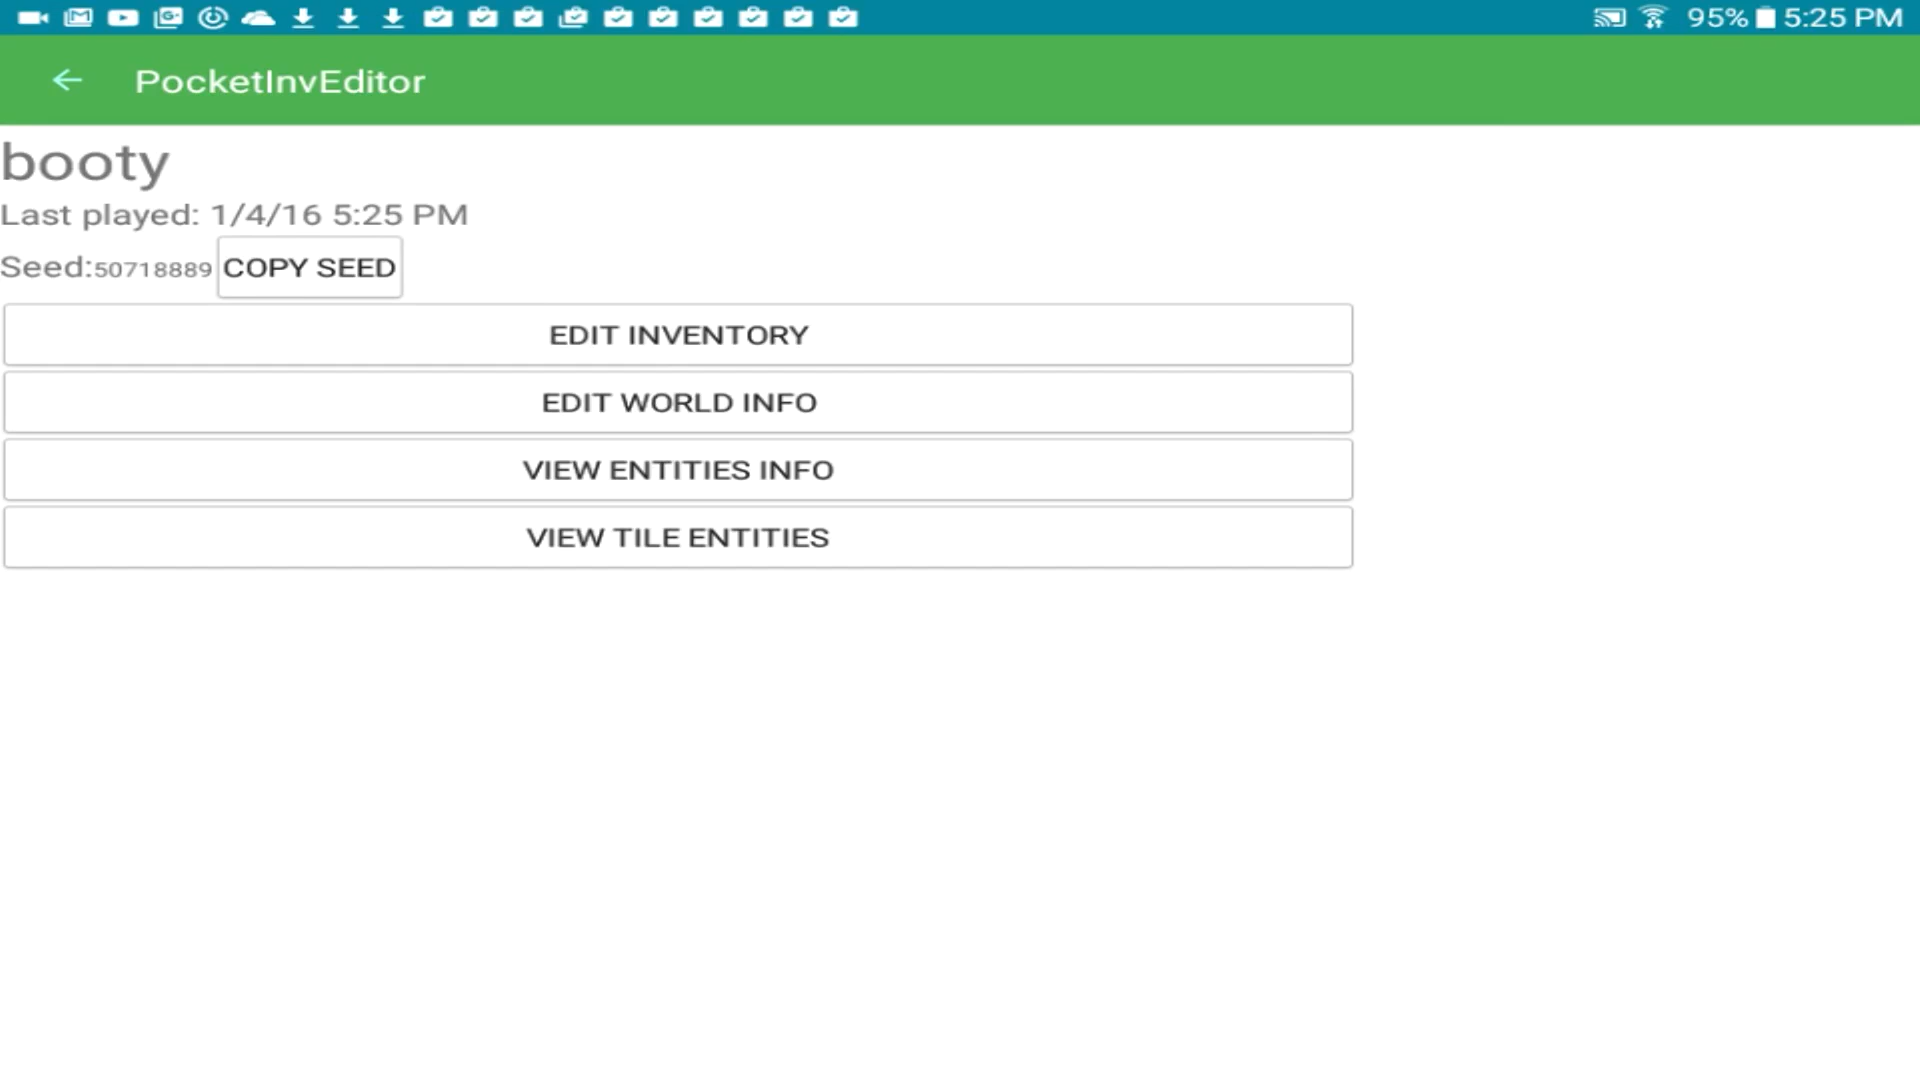 95% 5:25 PM
PocketInvEditor
booty
Last played: 1/4/16 5:25 PM
Seed:50718889 COPY SEED
EDIT INVENTORY
EDIT WORLD INFO
VIEW ENTITIES INFO
VIEW TILE ENTITIES